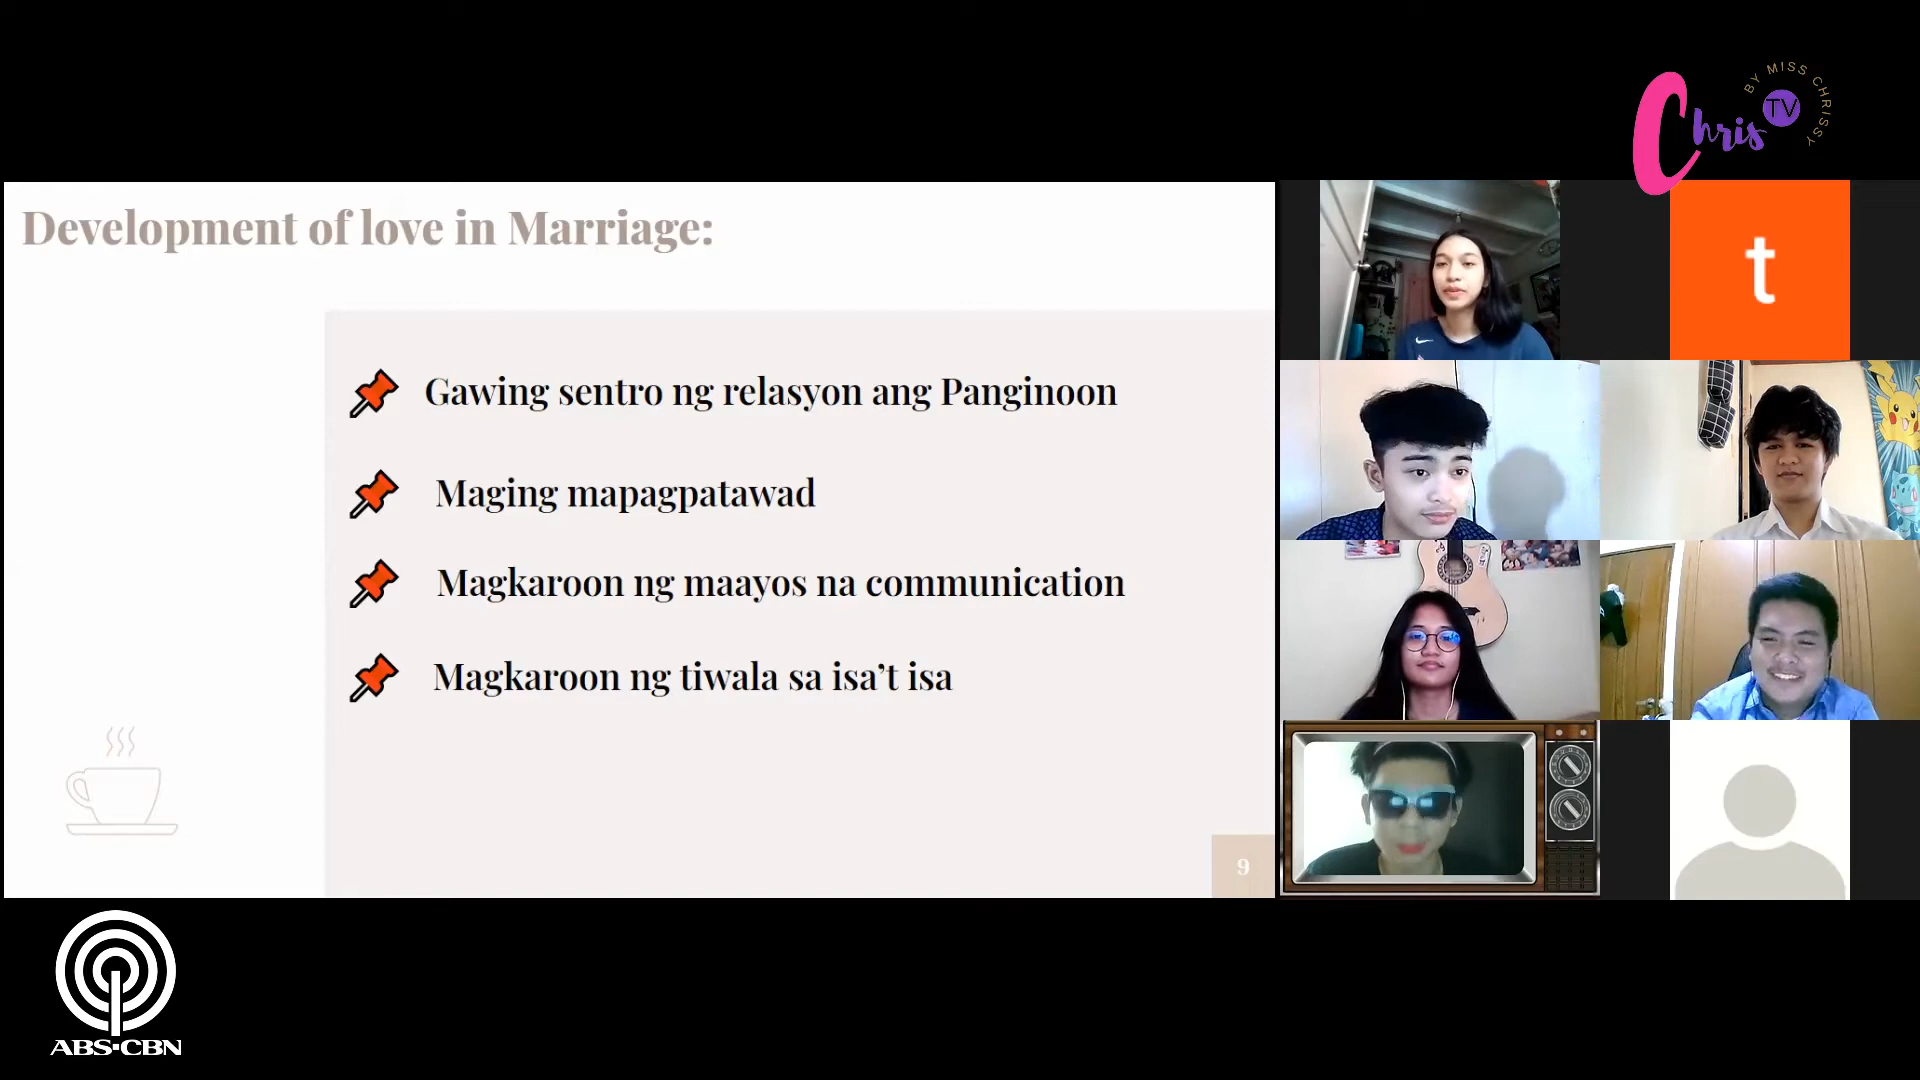 Chris TV
BY MISS CHRISSY
Development of love in Marriage:
Gawing sentro ng relasyon ang Panginoon
Maging mapagpatawad
Magkaroon ng maayos na communication
Magkaroon ng tiwala sa isa’t isa
9
t
ABS-CBN